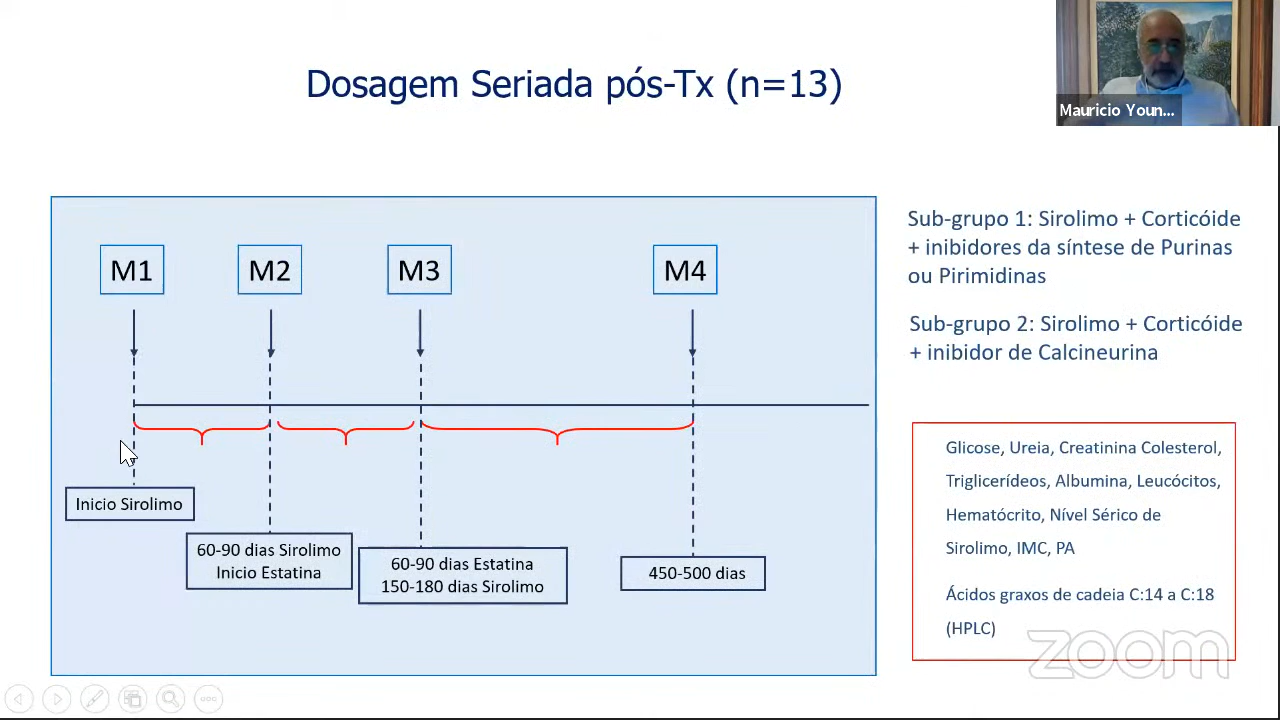 Dosagem Seriada pós-Tx (n=13)
Mauricio Youn...
M1
M2
M3
M4
Inicio Sirolimo
60-90 dias Sirolimo
Inicio Estatina
60-90 dias Estatina
150-180 dias Sirolimo
450-500 dias
Sub-grupo 1: Sirolimo + Corticóide
+ inibidores da síntese de Purinas
ou Pirimidinas
Sub-grupo 2: Sirolimo + Corticóide
+ inibidor de Calcineurina
Glicose, Ureia, Creatinina Colesterol,
Triglicerídeos, Albumina, Leucócitos,
Hematócrito, Nível Sérico de
Sirolimo, IMC, PA
Ácidos graxos de cadeia C:14 a C:18
(HPLC)
zoom